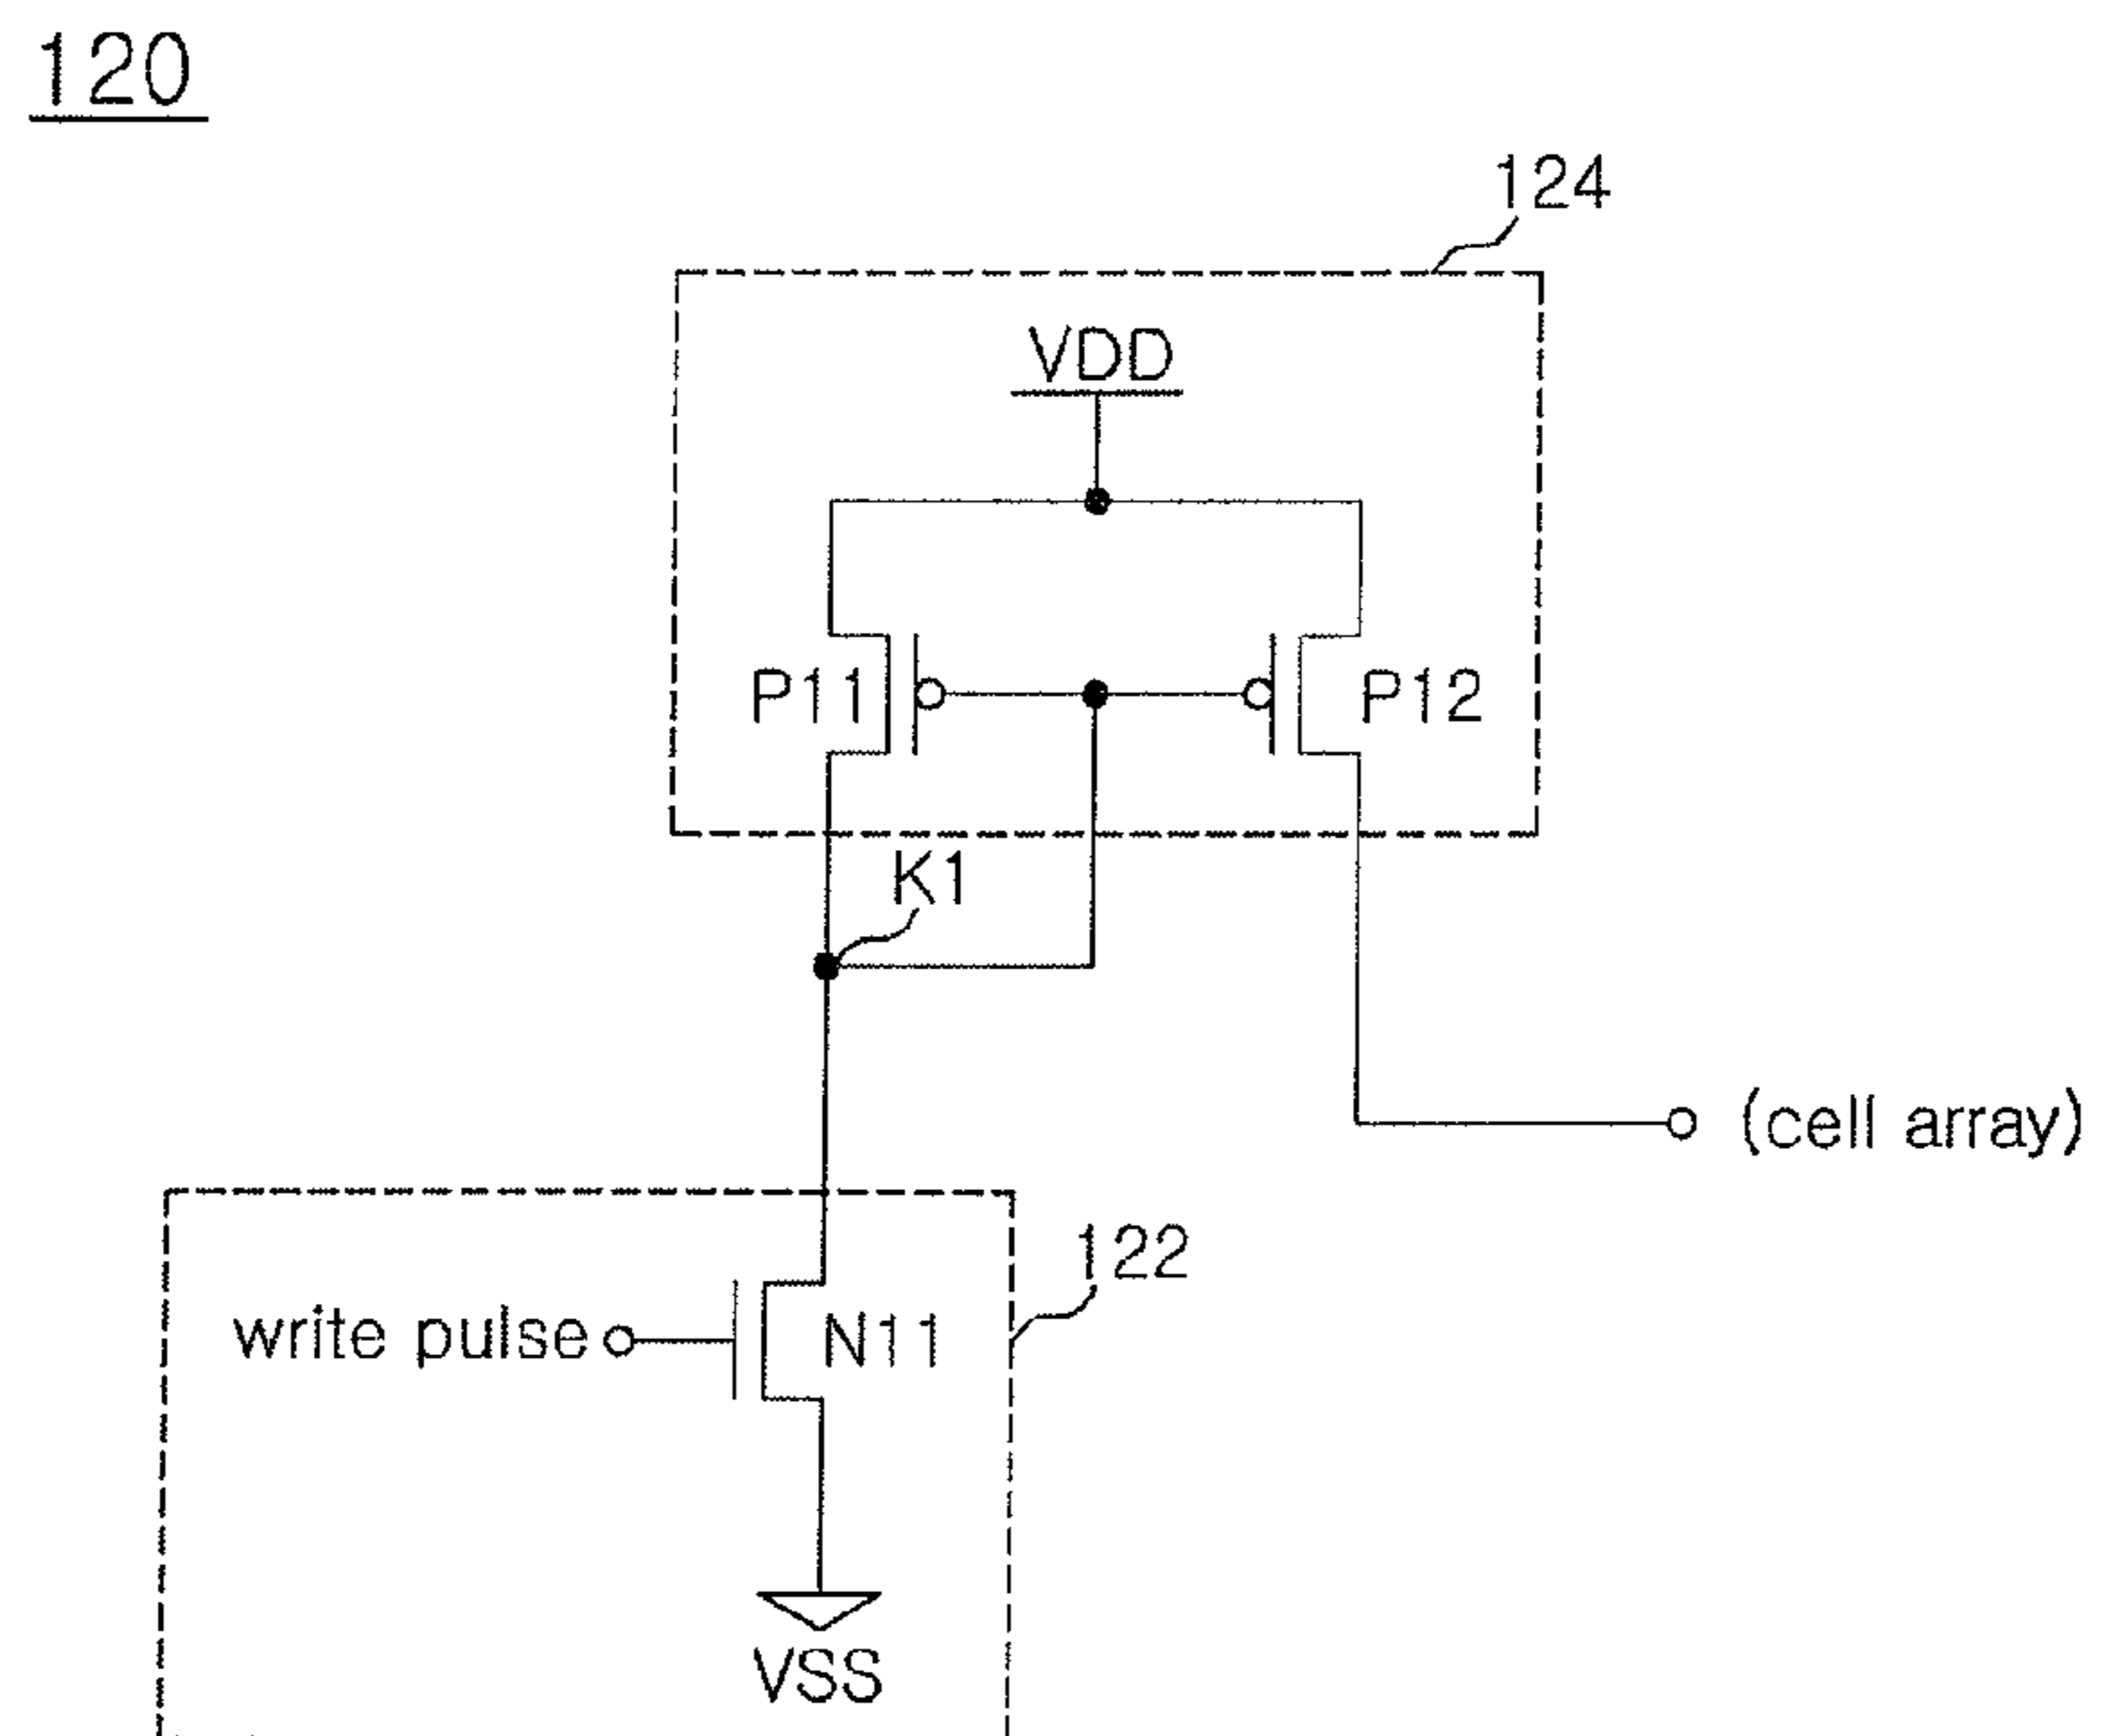 120
124
VDD
P11
P12
K1
(cell array)
122
write pulse
N11
VSS